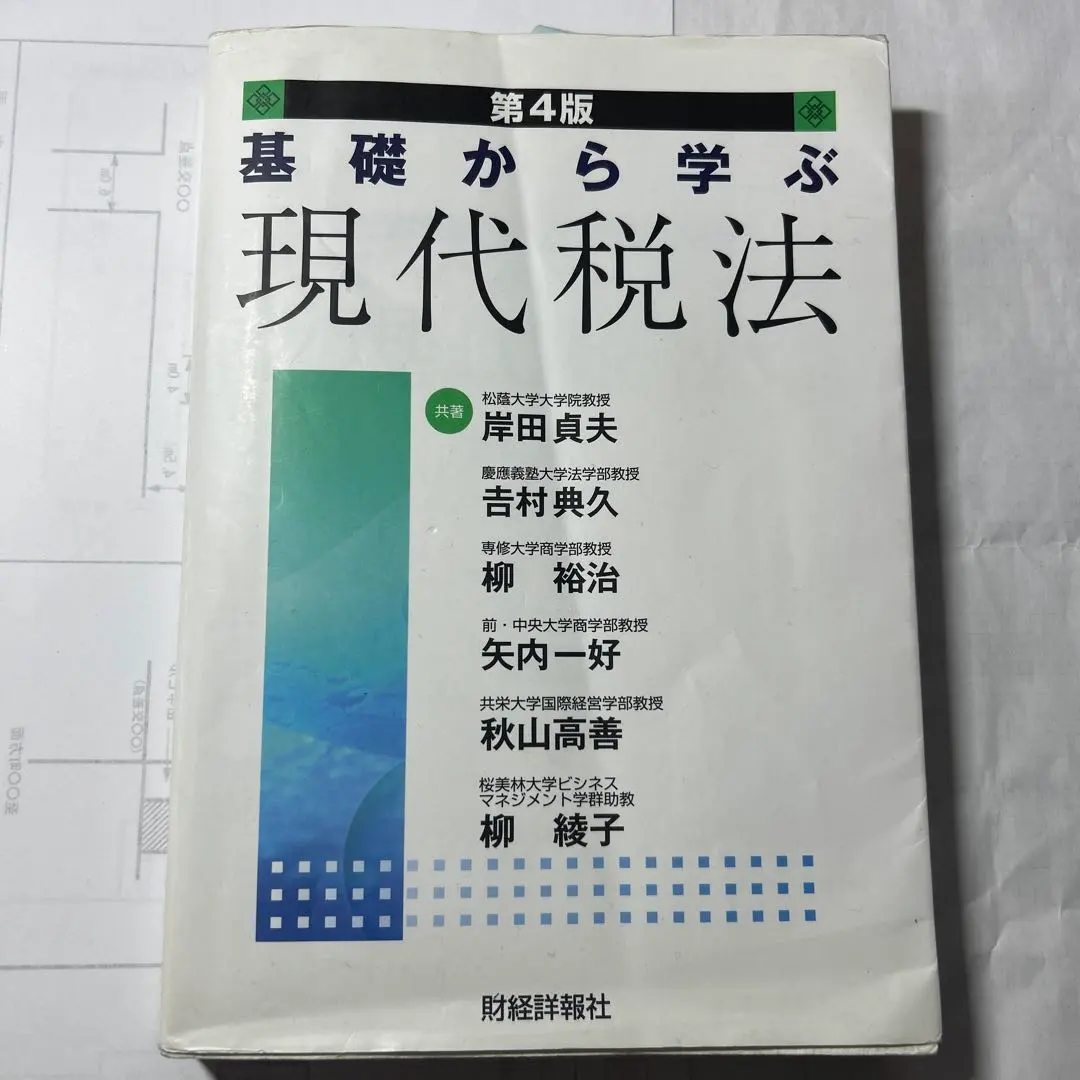 第4版
基礎から学ぶ
現代税法
共著
松蔭大学大学院教授
岸田貞夫
慶應義塾大学法学部教授
吉村典久
専修大学商学部教授
柳 裕治
前・中央大学商学部教授
矢内一好
共栄大学国際経営学部教授
秋山高善
桜美林大学ビジネス
マネジメント学群助教
柳 綾子
財経詳報社